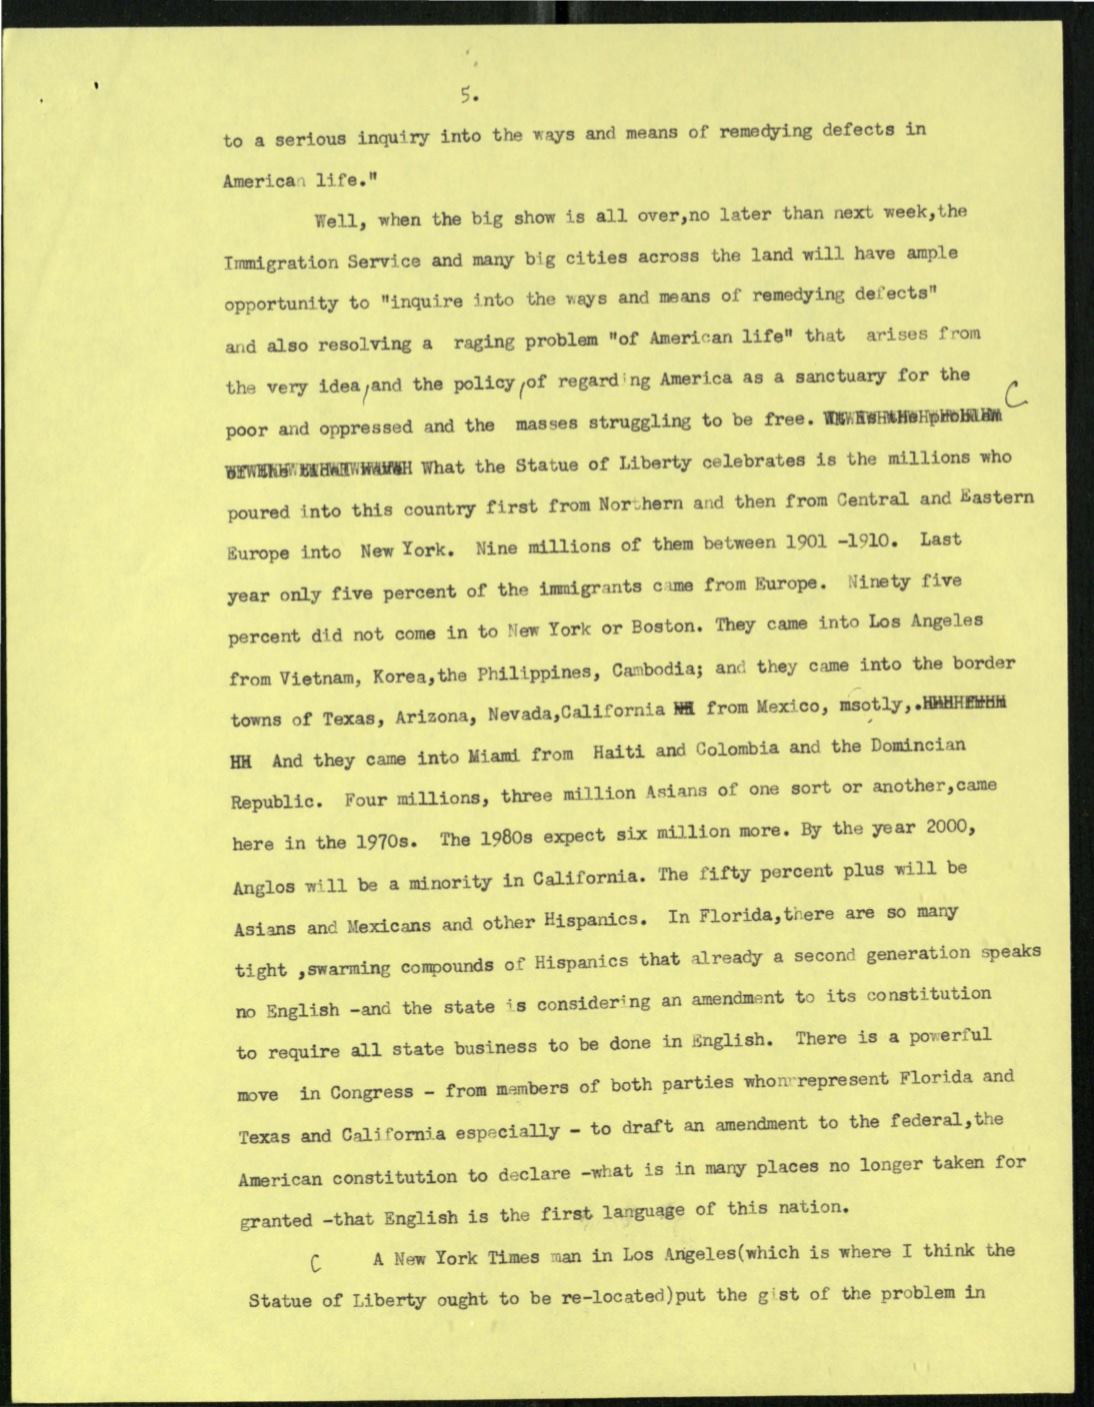 5.
to a serious inquiry into the ways and means of remedying defects in
American life."
Well, when the big show is all over,no later than next week,the
Immigration Service and many big cities across the land will have ample
opportunity to "inquire into the ways and means of remedying defects"
and also resolving a raging problem "of American life" that arises from
the very idea,and the policy,of regarding America as a sanctuary for the
poor and oppressed and the masses struggling to be free. C
What the Statue of Liberty celebrates is the millions who
poured into this country first from Northern and then from Central and Eastern
Europe into New York. Nine millions of them between 1901 -1910. Last
year only five percent of the immigrants came from Europe. Ninety five
percent did not come in to New York or Boston. They came into Los Angeles
from Vietnam, Korea,the Philippines, Cambodia; and they came into the border
towns of Texas, Arizona, Nevada,California from Mexico, msotly,.
And they came into Miami from Haiti and Colombia and the Domincian
Republic. Four millions, three million Asians of one sort or another,came
here in the 1970s. The 1980s expect six million more. By the year 2000,
Anglos will be a minority in California. The fifty percent plus will be
Asians and Mexicans and other Hispanics. In Florida,there are so many
tight ,swarming compounds of Hispanics that already a second generation speaks
no English -and the state is considering an amendment to its constitution
to require all state business to be done in English. There is a powerful
move in Congress - from members of both parties who represent Florida and
Texas and California especially - to draft an amendment to the federal,the
American constitution to declare -what is in many places no longer taken for
granted -that English is the first language of this nation.
C A New York Times man in Los Angeles(which is where I think the
Statue of Liberty ought to be re-located)put the gist of the problem in